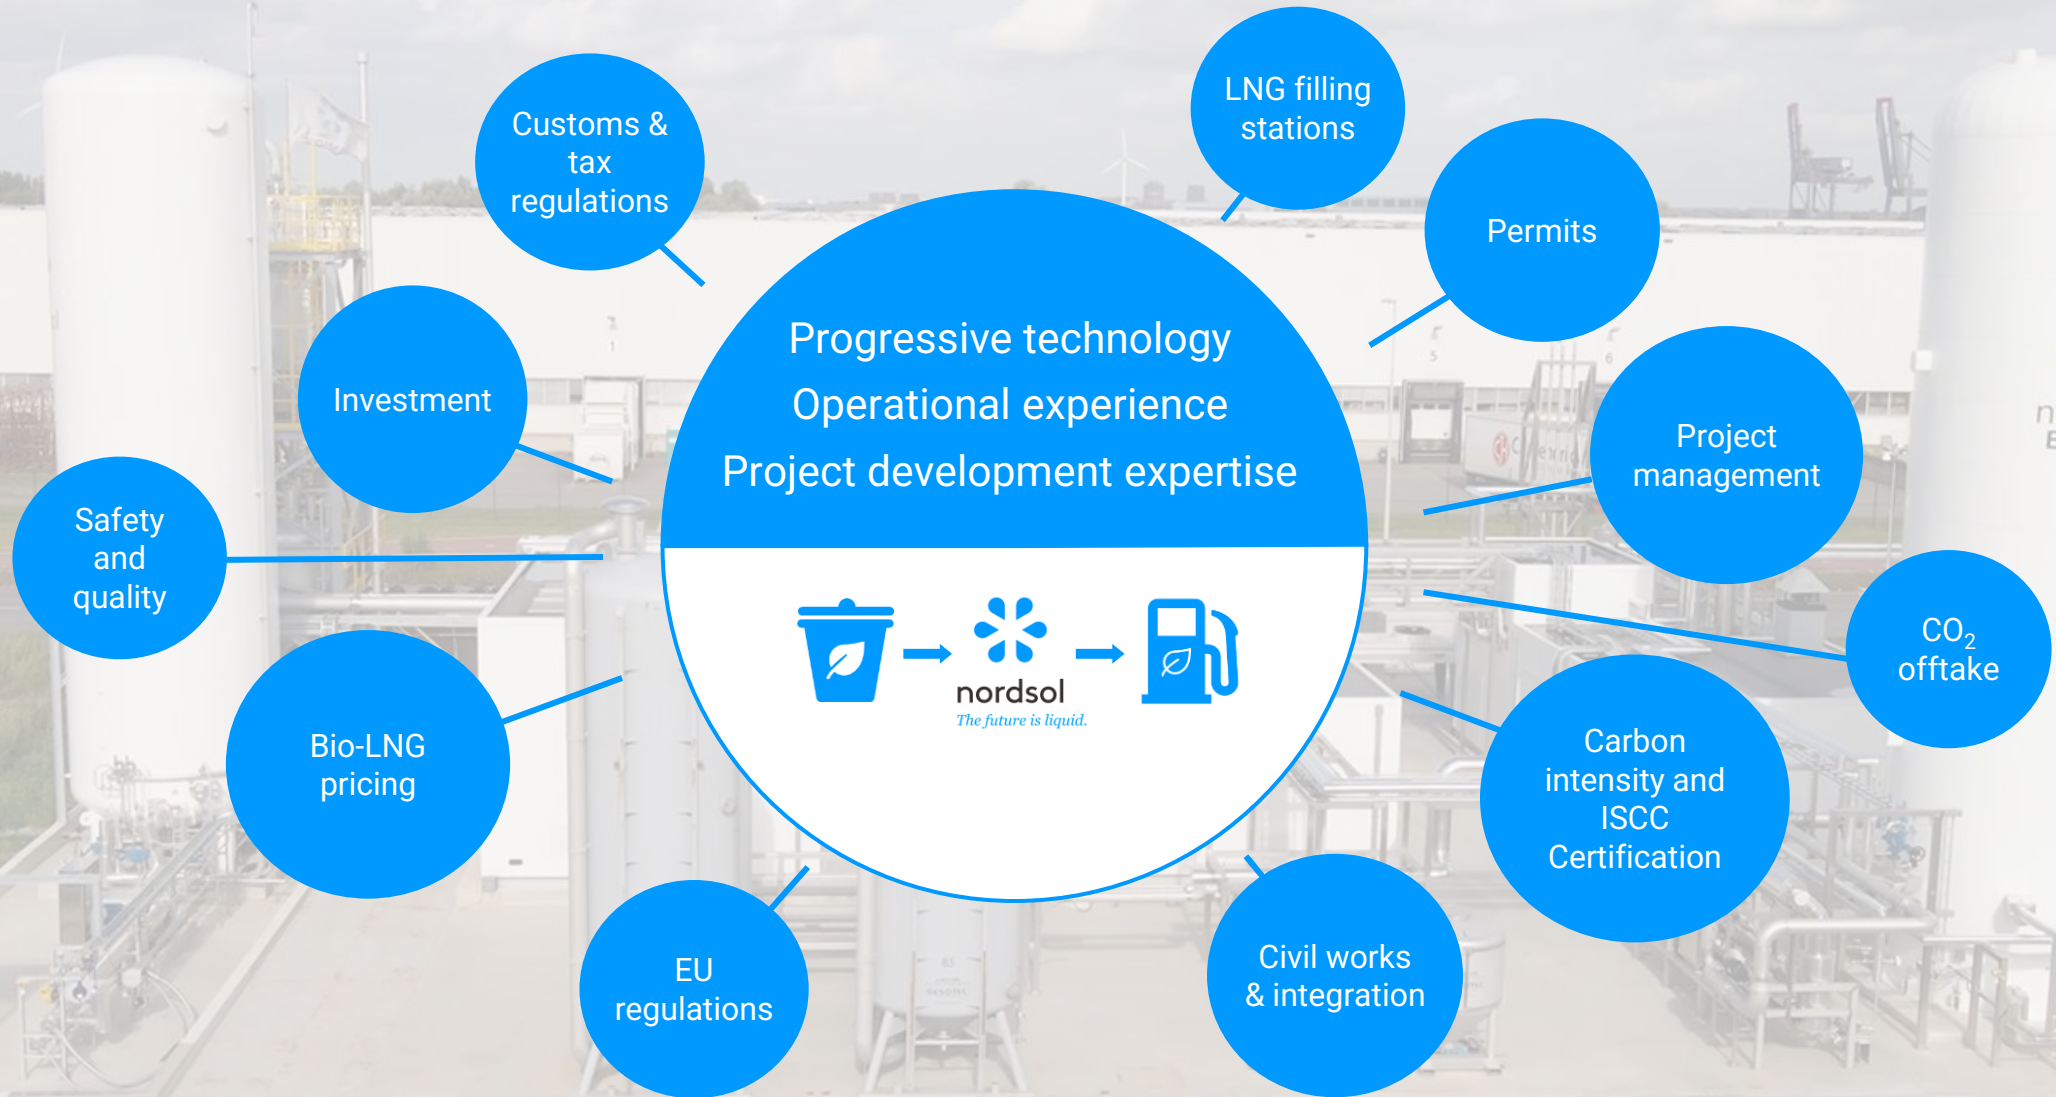 LNG filling
stations
Customs &
tax
regulations
Permits
Progressive technology
Operational experience
Project development expertise
Investment
Project
management
Safety
and
quality
CO₂
offtake
nordsol
The future is liquid.
Bio-LNG
pricing
Carbon
intensity and
ISCC
Certification
EU
regulations
Civil works
& integration